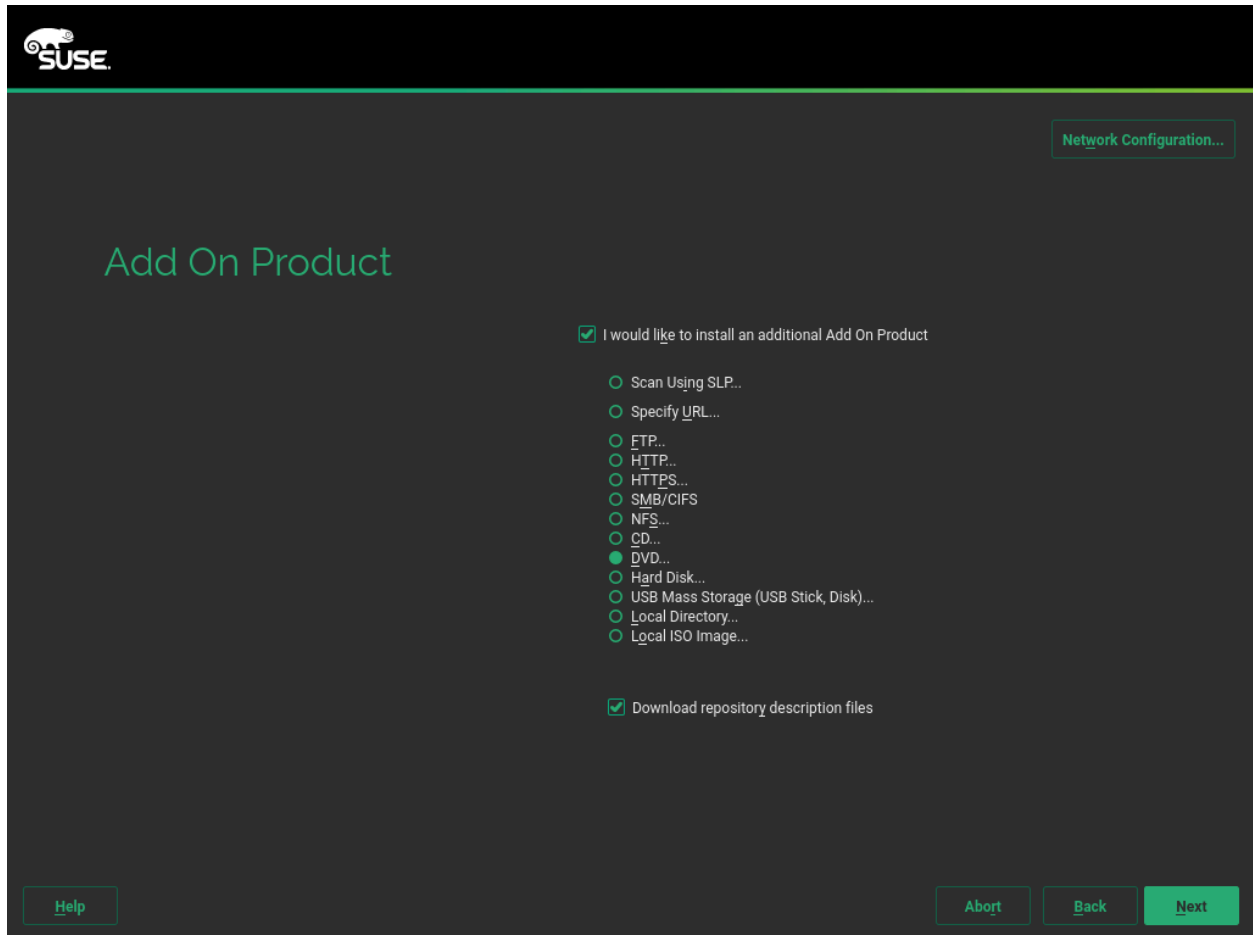 SUSE.
Network Configuration...
Add On Product
I would like to install an additional Add On Product
Scan Using SLP...
Specify URL...
FTP...
HTTP...
HTTPS...
SMB/CIFS
NFS...
CD...
DVD...
Hard Disk...
USB Mass Storage (USB Stick, Disk)...
Local Directory...
Local ISO Image...
Download repository description files
Help Abort Back Next